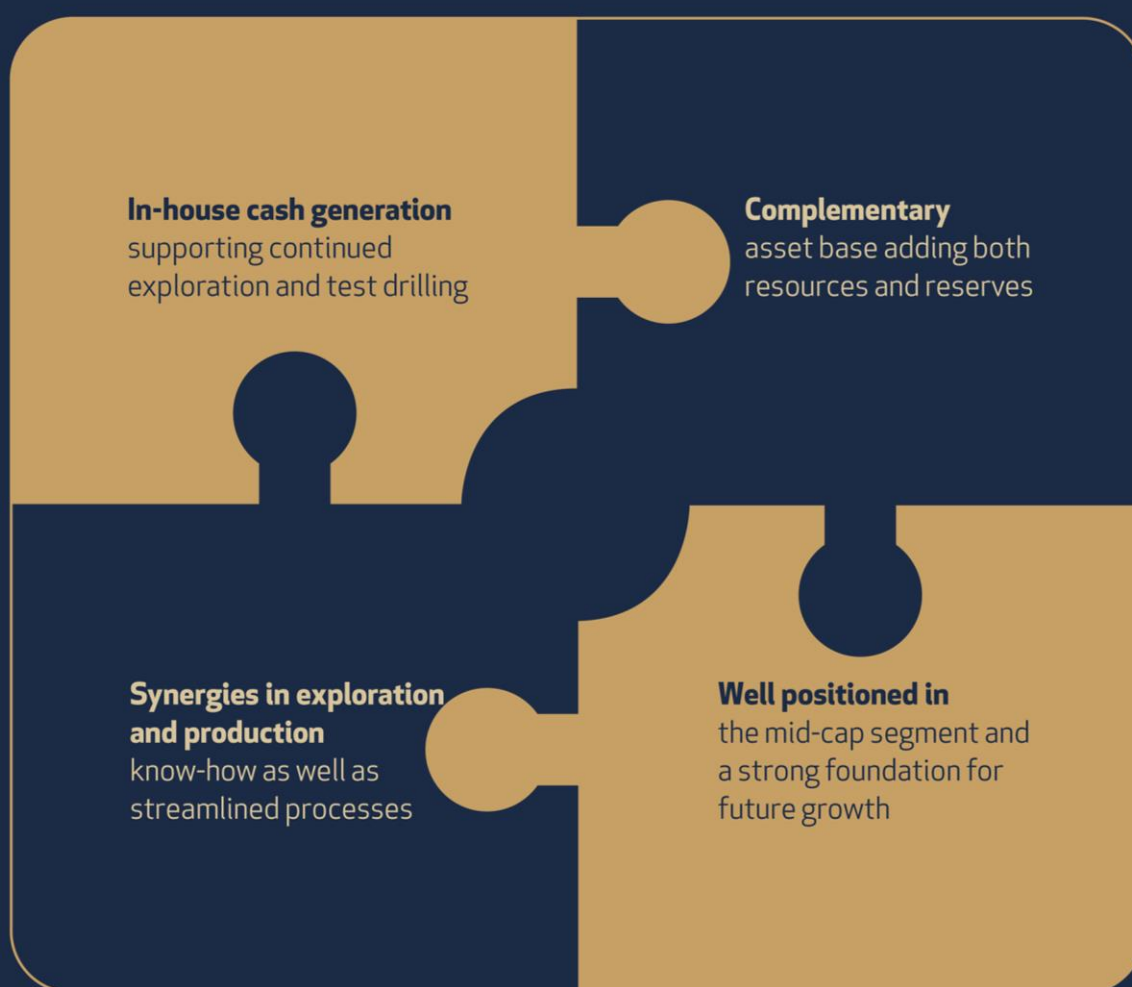 In-house cash generation
supporting continued
exploration and test drilling
Complementary
asset base adding both
resources and reserves
Synergies in exploration
and production
know-how as well as
streamlined processes
Well positioned in
the mid-cap segment and
a strong foundation for
future growth